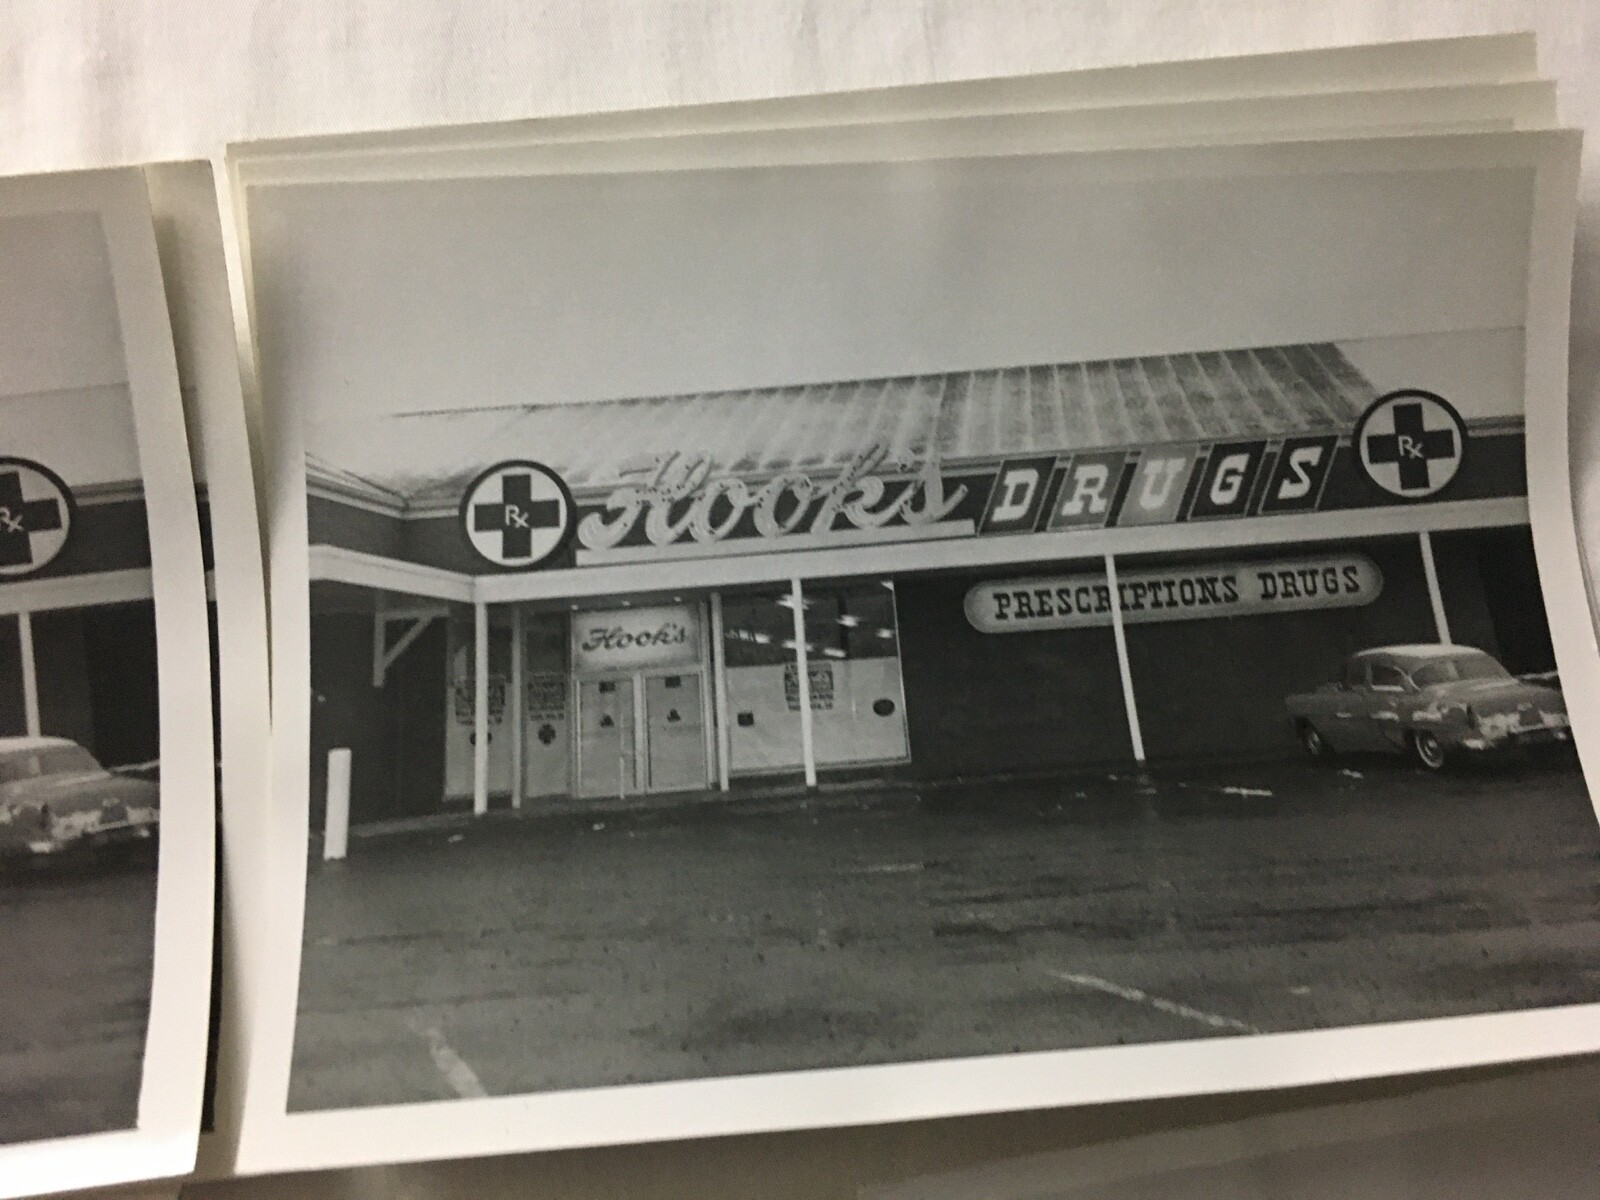 Rx
Rx
Hook's DRUGS
Rx
PRESCRIPTIONS DRUGS
Hook's